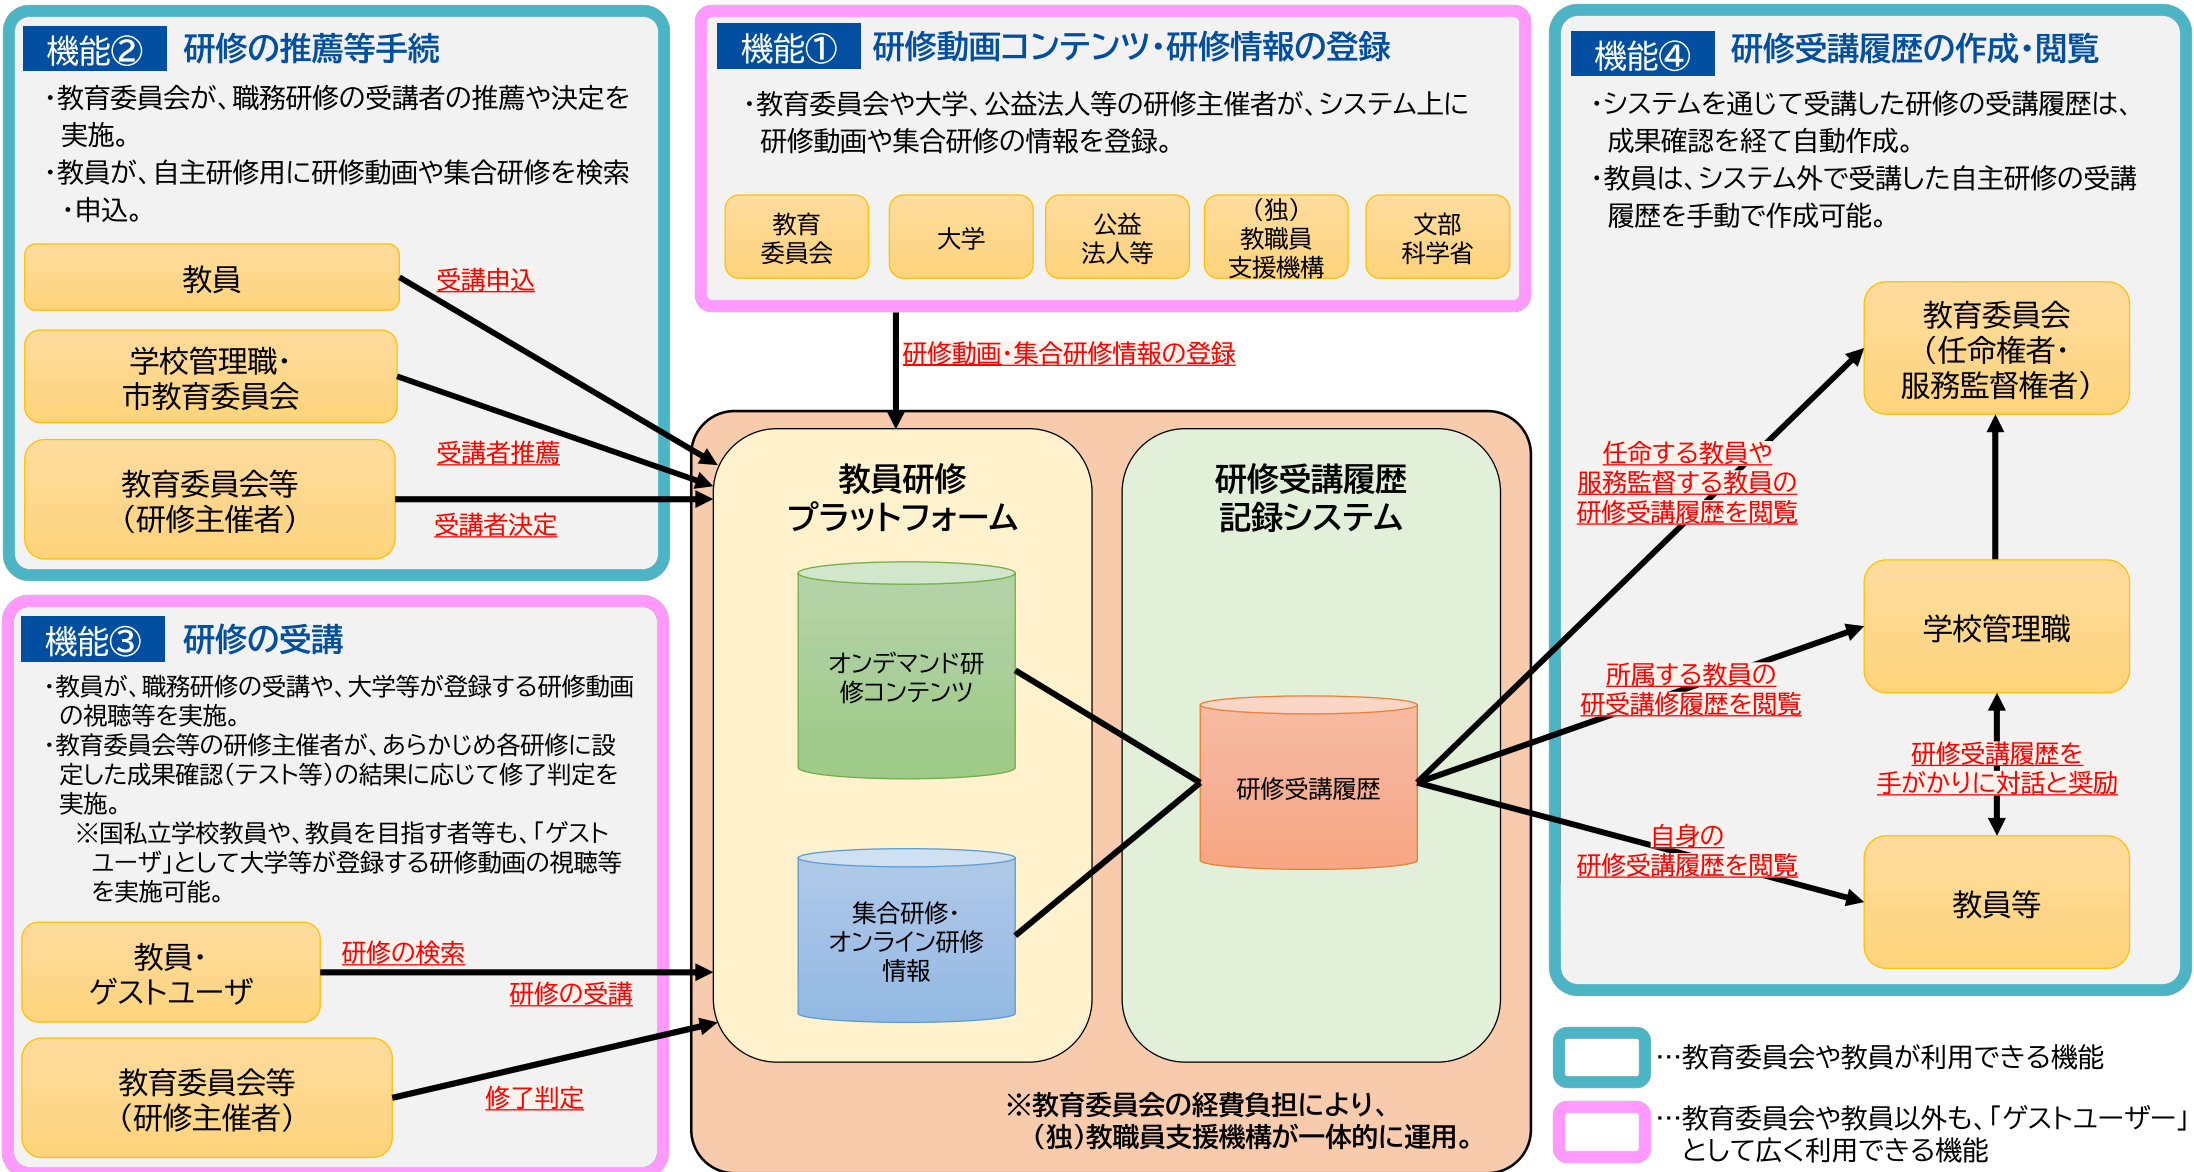 機能② 研修の推薦等手続
・教育委員会が、職務研修の受講者の推薦や決定を
実施。
・教員が、自主研修用に研修動画や集合研修を検索
・申込。
教員
受講申込
学校管理職・
市教育委員会
受講者推薦
教育委員会等
（研修主催者）
受講者決定
機能① 研修動画コンテンツ・研修情報の登録
・教育委員会や大学、公益法人等の研修主催者が、システム上に
研修動画や集合研修の情報を登録。
教育
委員会
大学
公益
法人等
（独）
教職員
支援機構
文部
科学省
研修動画・集合研修情報の登録
機能③ 研修の受講
・教員が、職務研修の受講や、大学等が登録する研修動画
の視聴等を実施。
・教育委員会等の研修主催者が、あらかじめ各研修に設
定した成果確認（テスト等）の結果に応じて修了判定を
実施。
※国私立学校教員や、教員を目指す者等も、「ゲスト
ユーザ」として大学等が登録する研修動画の視聴等
を実施可能。
教員・
ゲストユーザ
研修の検索
研修の受講
教育委員会等
（研修主催者）
修了判定
教員研修
プラットフォーム
オンデマンド研
修コンテンツ
集合研修・
オンライン研修
情報
研修受講履歴
記録システム
研修受講履歴
※教育委員会の経費負担により、
（独）教職員支援機構が一体的に運用。
機能④ 研修受講履歴の作成・閲覧
・システムを通じて受講した研修の受講履歴は、
成果確認を経て自動作成。
・教員は、システム外で受講した自主研修の受講
履歴を手動で作成可能。
教育委員会
（任命権者・
服務監督権者）
任命する教員や
服務監督する教員の
研修受講履歴を閲覧
学校管理職
所属する教員の
研受講修履歴を閲覧
研修受講履歴を
手がかりに対話と奨励
自身の
研修受講履歴を閲覧
教員等
…教育委員会や教員が利用できる機能
…教育委員会や教員以外も、「ゲストユーザー」
として広く利用できる機能